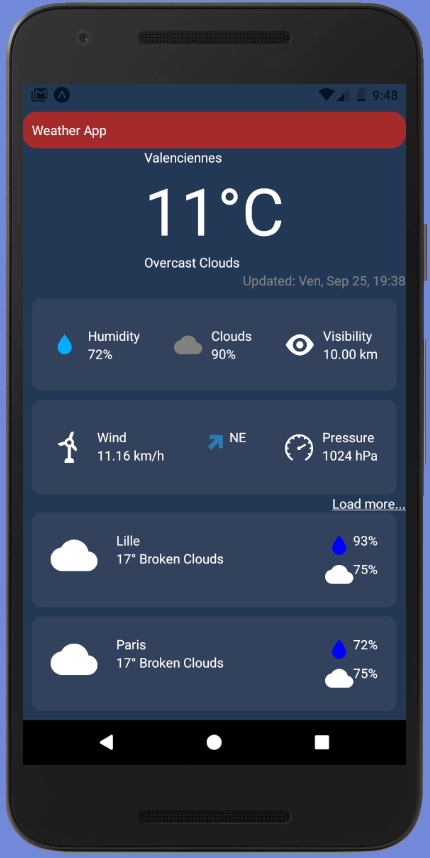 9:48
Weather App
Valenciennes
11°C
Overcast Clouds
Updated: Ven, Sep 25, 19:38
Humidity Clouds Visibility
72% 90% 10.00 km
Wind NE Pressure
11.16 km/h 1024 hPa
Load more...
Lille 93%
17° Broken Clouds
75%
Paris 72%
17° Broken Clouds
75%